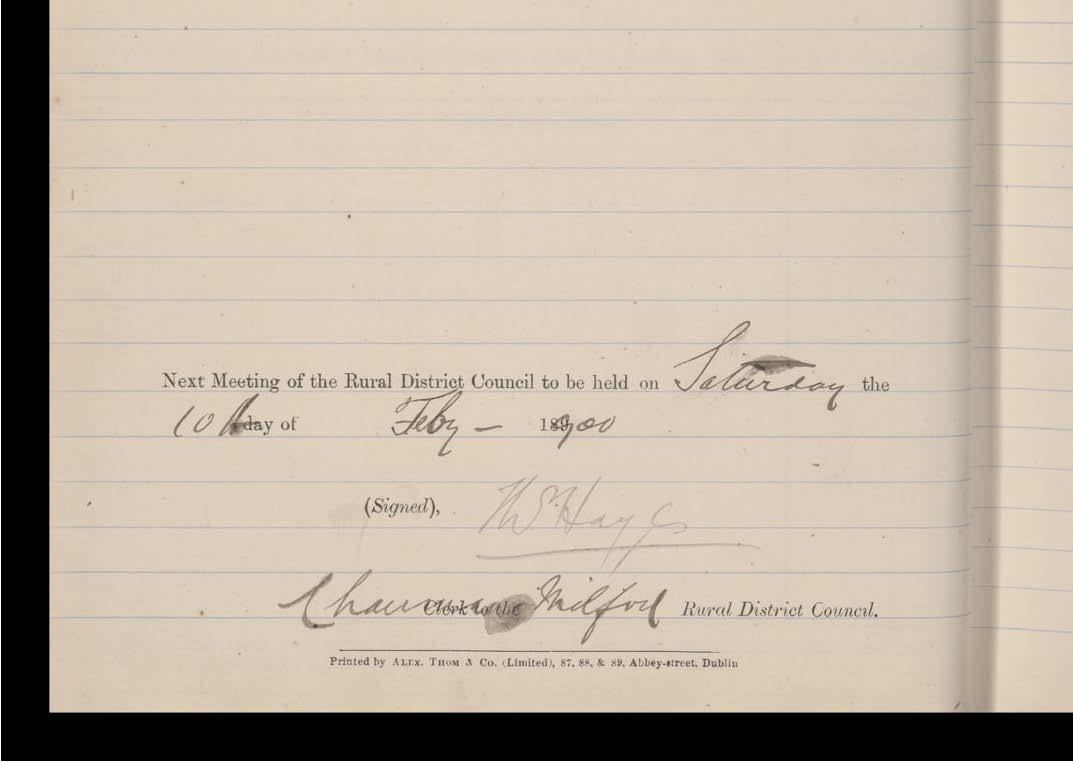 Next Meeting of the Rural District Council to be held on Saturday the
10th day of Feby - 1900
(Signed), Hayes
Chairman Clerk to the Milford Rural District Council.
Printed by ALEX. THOM & Co. (Limited), 87, 88, & 89, Abbey-street, Dublin